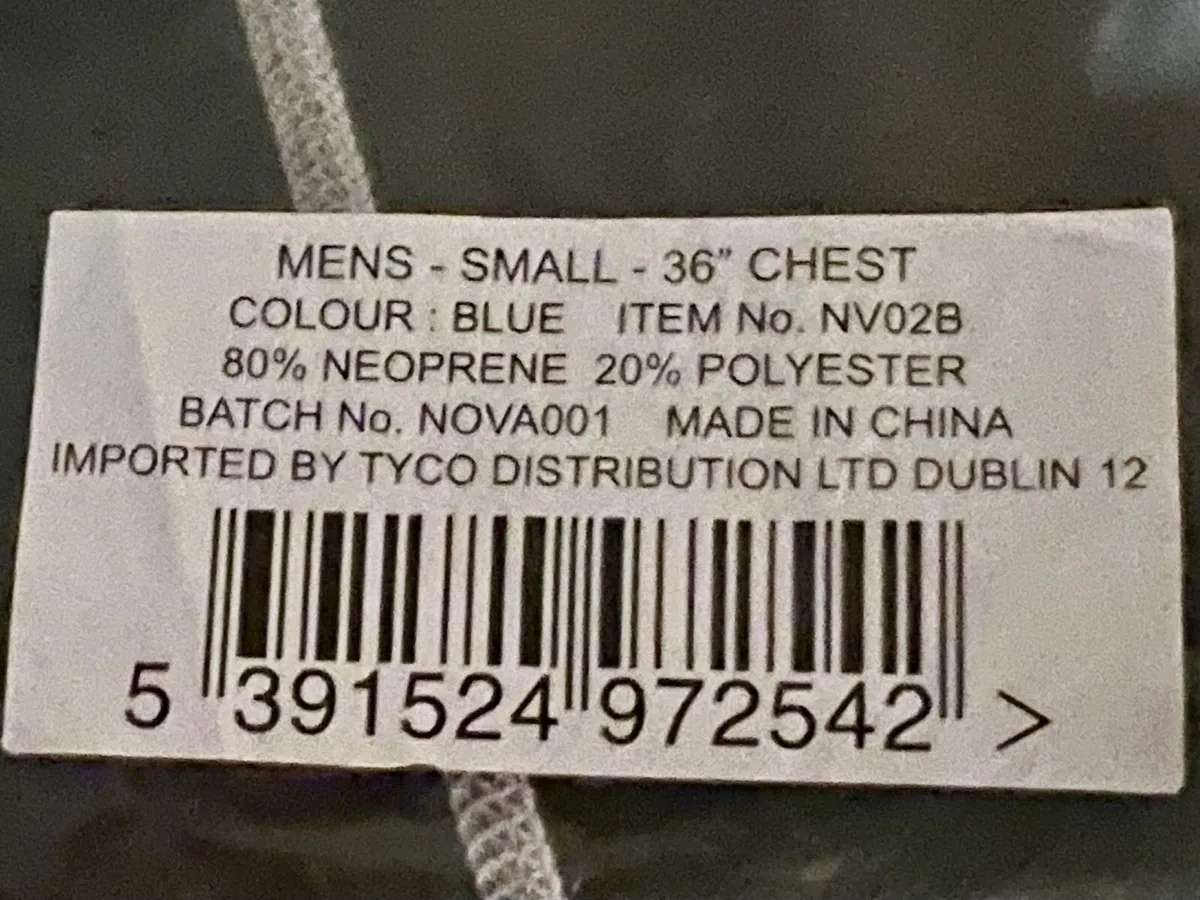 MENS - SMALL - 36” CHEST
COLOUR : BLUE ITEM No. NV02B
80% NEOPRENE 20% POLYESTER
BATCH No. NOVA001 MADE IN CHINA
IMPORTED BY TYCO DISTRIBUTION LTD DUBLIN 12
5 391524 972542 >